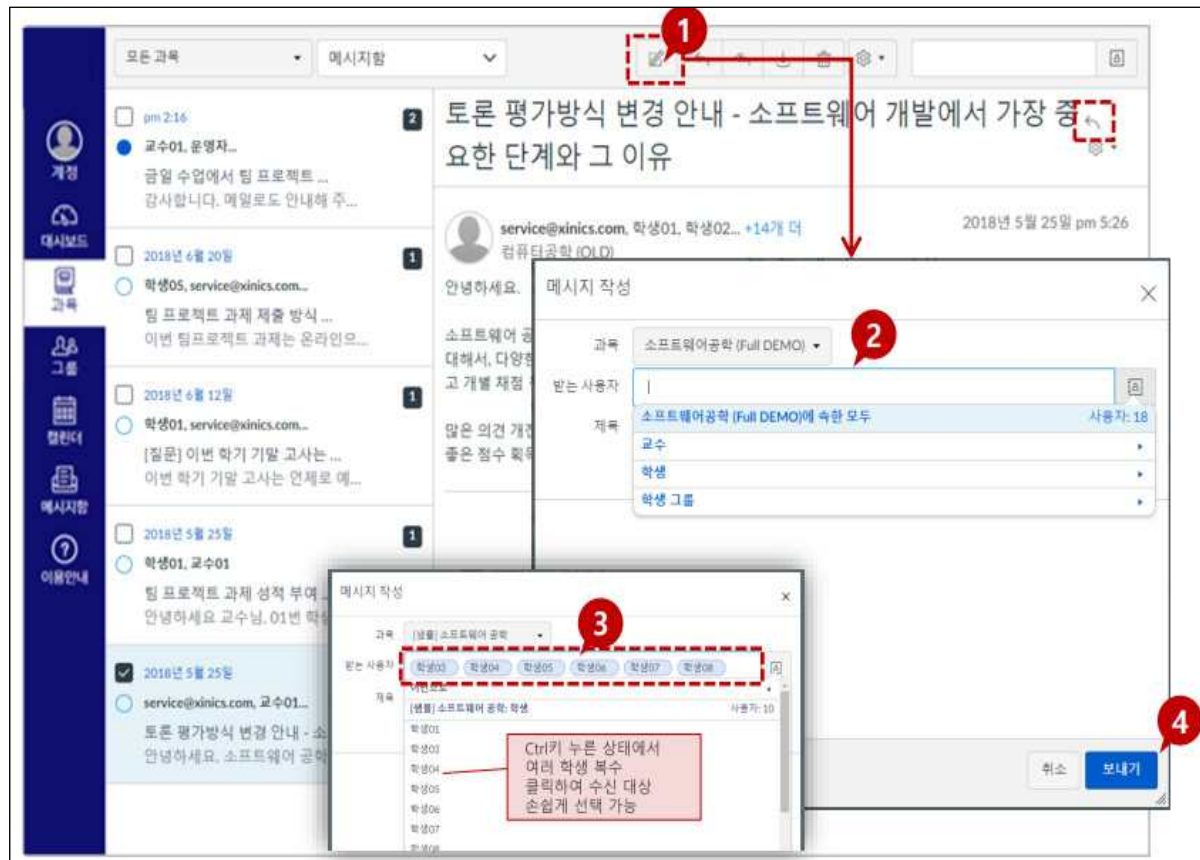 1
모든 과목
메시지함
계정
대시보드
과목
그룹
캘린더
메시지함
이용안내
pm 2:16
2
교수01, 운영자...
금일 수업에서 팀 프로젝트 ...
감사합니다. 메일로도 안내해 주...
2018년 6월 20일
1
학생05, service@xinics.com...
팀 프로젝트 과제 제출 방식 ...
이번 팀프로젝트 과제는 온라인으...
2018년 6월 12일
1
학생01, service@xinics.com...
[질문] 이번 학기 기말 고사는 ...
이번 학기 기말 고사는 언제로 예...
2018년 5월 25일
1
학생01, 교수01
팀 프로젝트 과제 성적 부여
안녕하세요 교수님. 01번
2018년 5월 25일
service@xinics.com, 교수01...
토론 평가방식 변경 안내 -
안녕하세요, 소프트웨어
토론 평가방식 변경 안내 - 소프트웨어 개발에서 가장 중
요한 단계와 그 이유
service@xinics.com, 학생01, 학생02... +14개 더
2018년 5월 25일 pm 5:26
컴퓨터공학 (OLD)
안녕하세요.
소프트웨어
대해서, 다양한
고 개별 채점
많은 의견
좋은 점수
메시지 작성
2
과목
소프트웨어공학 (Full DEMO)
받는 사용자
제목
소프트웨어공학 (Full DEMO)에 속한 모두
사용자: 18
교수
학생
학생 그룹
취소
보내기
4
메시지 작성
3
과목
[샘플] 소프트웨어 공학
받는 사용자
학생03 학생04 학생05 학생06 학생07 학생08
제목
[샘플] 소프트웨어 공학: 학생
사용자: 10
학생01
학생03
학생04
학생05
학생06
학생07
학생08
Ctrl키 누른 상태에서
여러 학생 복수
클릭하여 수신 대상
손쉽게 선택 가능